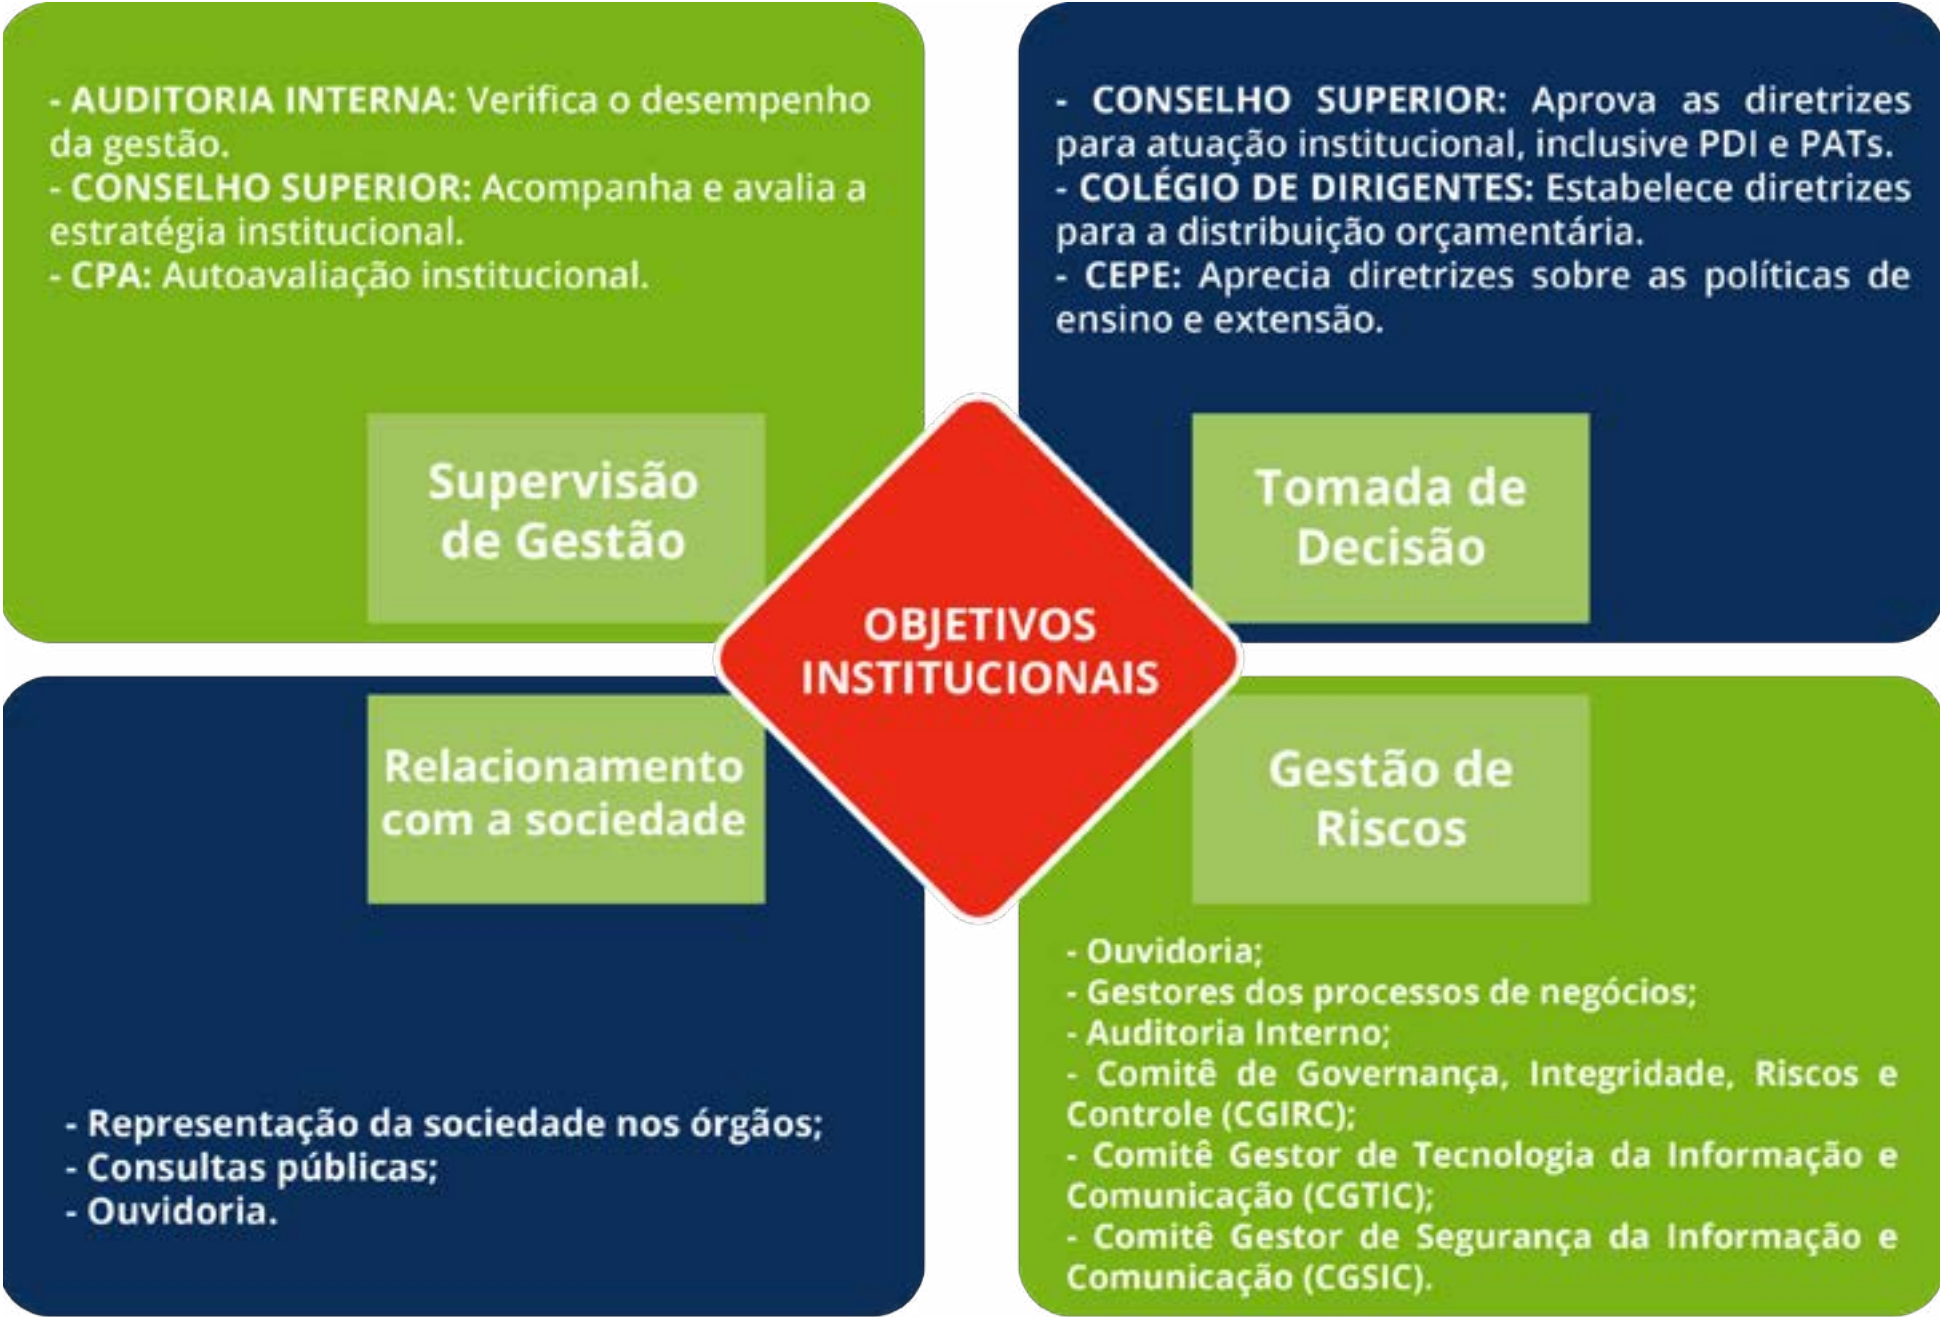 - AUDITORIA INTERNA: Verifica o desempenho
da gestão.
- CONSELHO SUPERIOR: Acompanha e avalia a
estratégia institucional.
- CPA: Autoavaliação institucional.
Supervisão
de Gestão
- CONSELHO SUPERIOR: Aprova as diretrizes
para atuação institucional, inclusive PDI e PATs.
- COLÉGIO DE DIRIGENTES: Estabelece diretrizes
para a distribuição orçamentária.
- CEPE: Aprecia diretrizes sobre as políticas de
ensino e extensão.
Tomada de
Decisão
OBJETIVOS
INSTITUCIONAIS
Relacionamento
com a sociedade
- Representação da sociedade nos órgãos;
- Consultas públicas;
- Ouvidoria.
Gestão de
Riscos
- Ouvidoria;
- Gestores dos processos de negócios;
- Auditoria Interno;
- Comitê de Governança, Integridade, Riscos e
Controle (CGIRC);
- Comitê Gestor de Tecnologia da Informação e
Comunicação (CGTIC);
- Comitê Gestor de Segurança da Informação e
Comunicação (CGSIC).